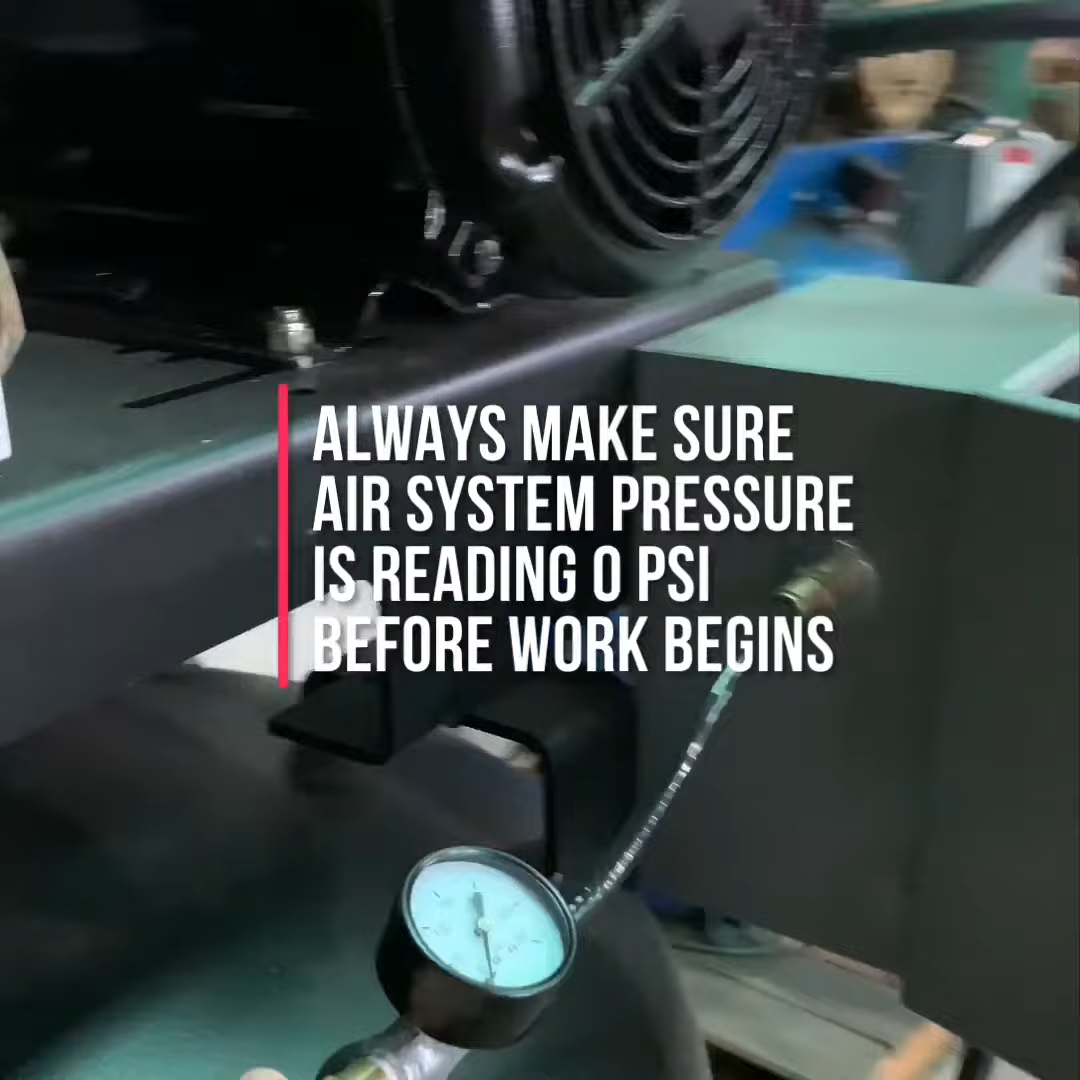 ALWAYS MAKE SURE
AIR SYSTEM PRESSURE
IS READING 0 PSI
BEFORE WORK BEGINS